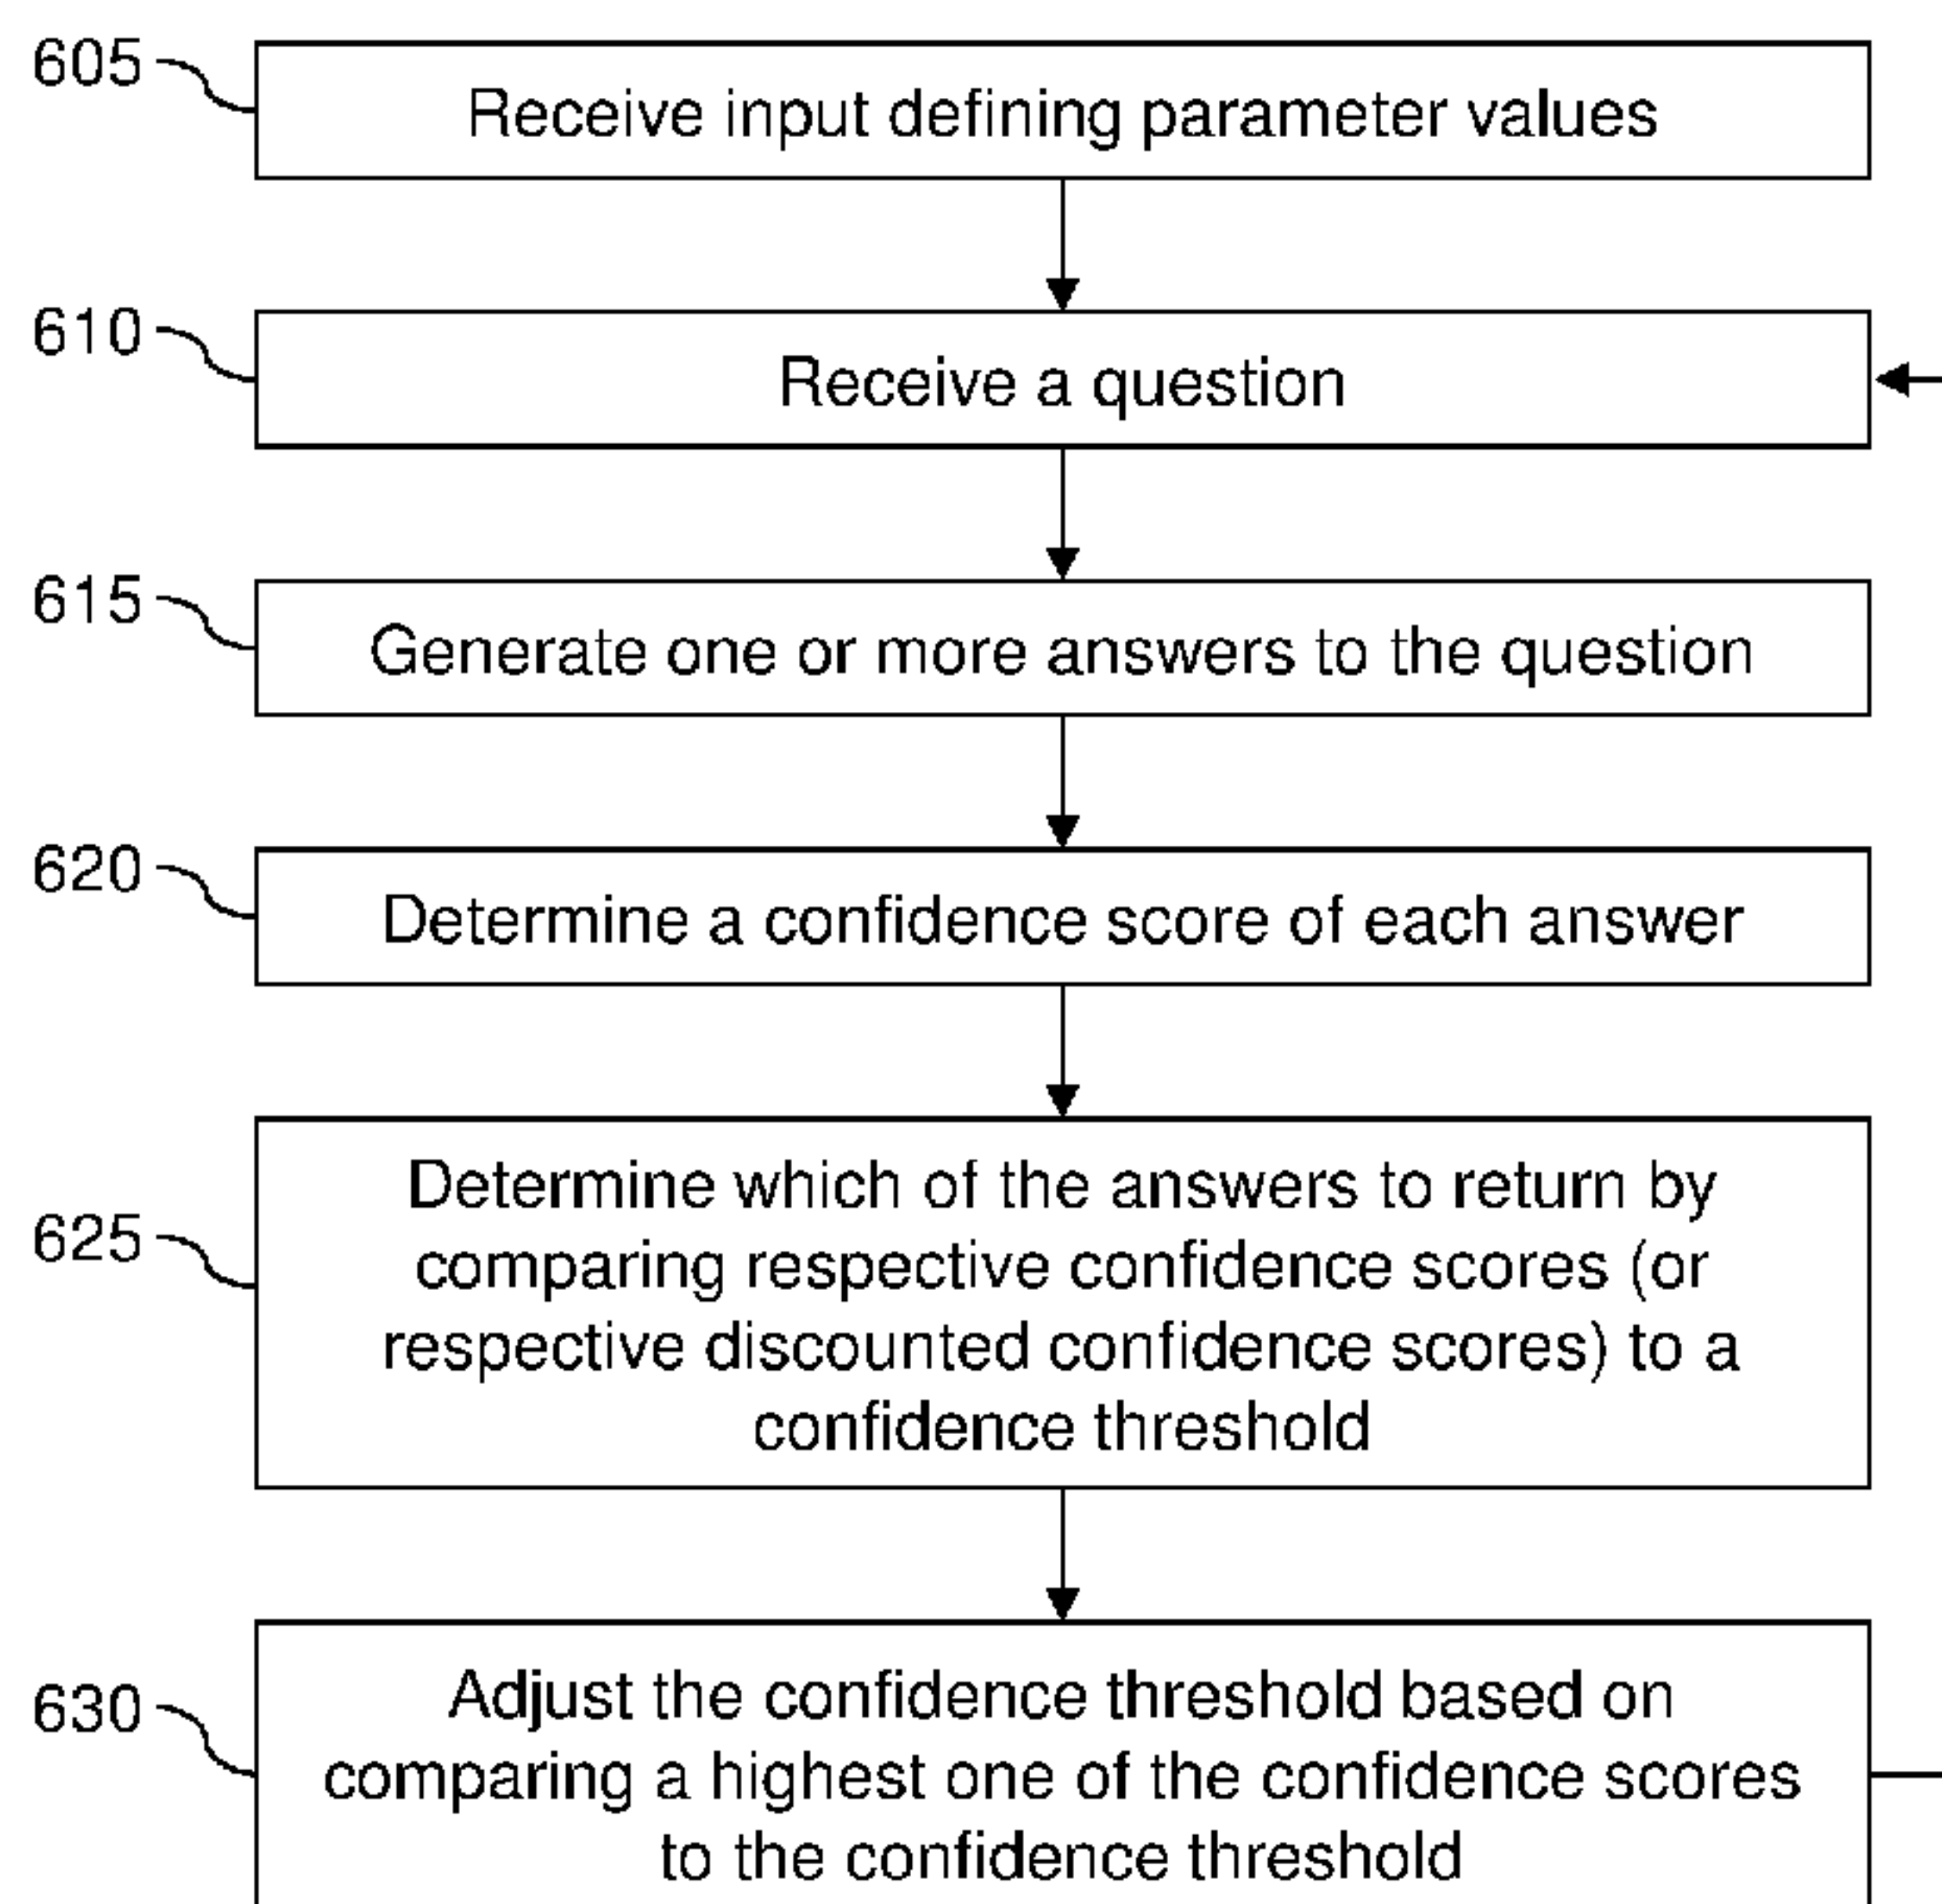 605
Receive input defining parameter values
610
Receive a question
615
Generate one or more answers to the question
620
Determine a confidence score of each answer
625
Determine which of the answers to return by
comparing respective confidence scores (or
respective discounted confidence scores) to a
confidence threshold
630
Adjust the confidence threshold based on
comparing a highest one of the confidence scores
to the confidence threshold